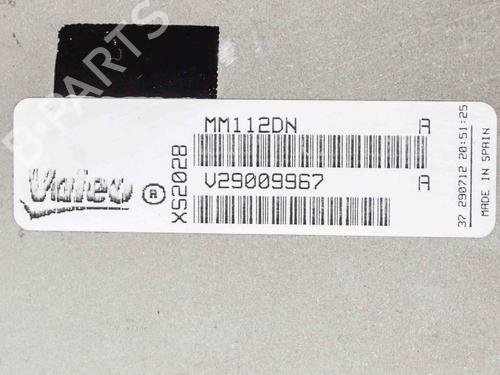 B-PARTS
Valeo
R
XS2028
MM112DN A
V29009967 A
37 290712 20:51:25
MADE IN SPAIN